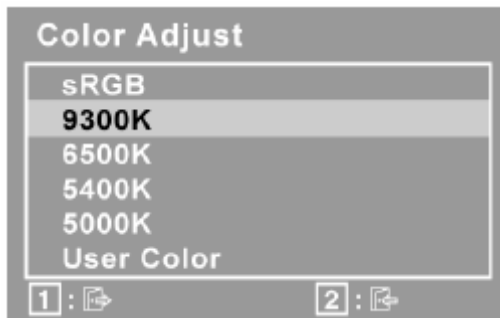 Color Adjust
sRGB
9300K
6500K
5400K
5000K
User Color
1 : 2 :